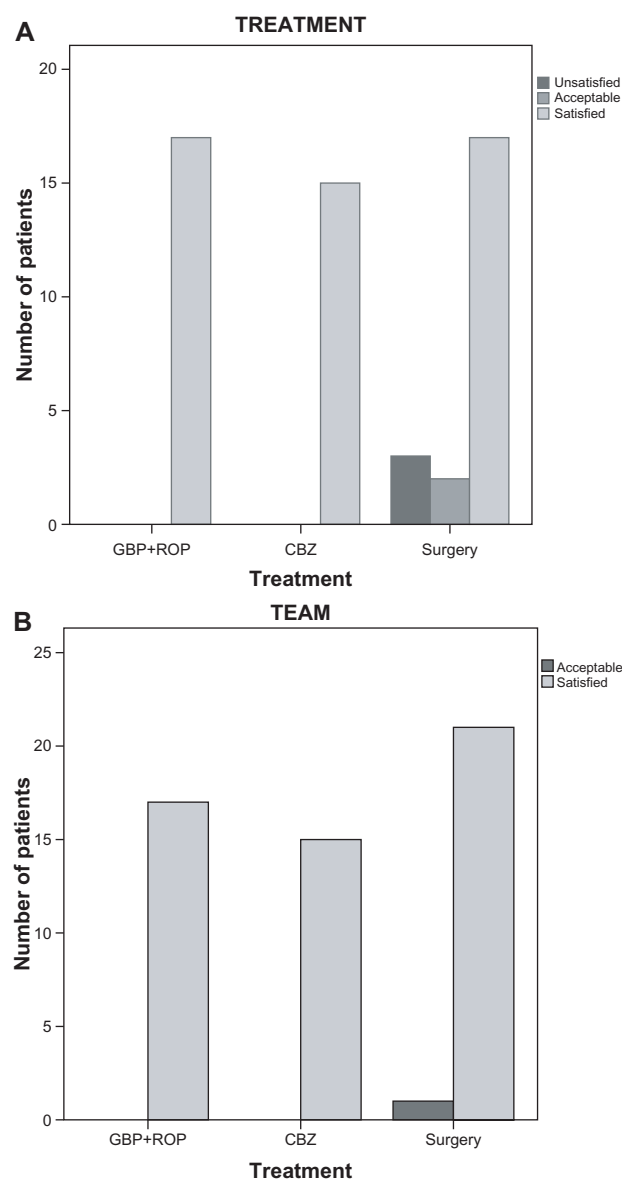 A
TREATMENT
20
15
10
5
0
Number of patients
Unsatisfied
Acceptable
Satisfied
GBP+ROP CBZ Surgery
Treatment
B
TEAM
25
20
15
10
5
0
Number of patients
Acceptable
Satisfied
GBP+ROP CBZ Surgery
Treatment